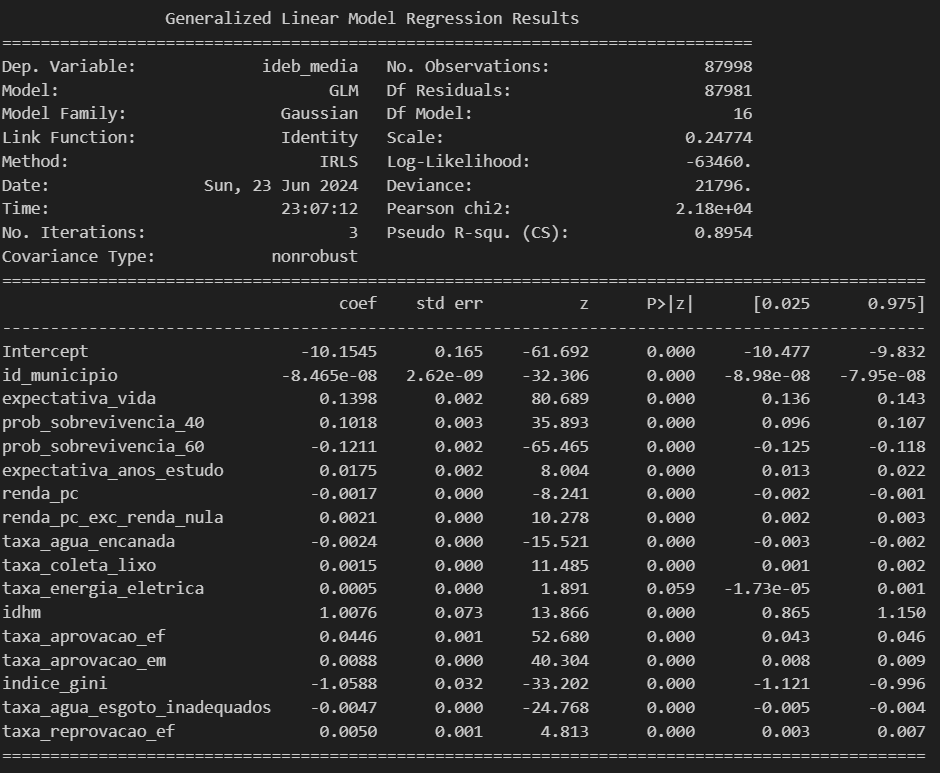 Generalized Linear Model Regression Results
==============================================================================
Dep. Variable:             ideb_media   No. Observations:                87998
Model:                            GLM   Df Residuals:                    87981
Model Family:                Gaussian   Df Model:                           16
Link Function:               Identity   Scale:                         0.24774
Method:                          IRLS   Log-Likelihood:                -63460.
Date:                Sun, 23 Jun 2024   Deviance:                       21796.
Time:                        23:07:12   Pearson chi2:                 2.18e+04
No. Iterations:                     3   Pseudo R-squ. (CS):             0.8954
Covariance Type:            nonrobust
================================================================================================
                                   coef    std err          z      P>|z|      [0.025      0.975]
------------------------------------------------------------------------------------------------
Intercept                      -10.1545      0.165    -61.692      0.000     -10.477      -9.832
id_municipio                 -8.465e-08   2.62e-09    -32.306      0.000   -8.98e-08   -7.95e-08
expectativa_vida                 0.1398      0.002     80.689      0.000       0.136       0.143
prob_sobrevivencia_40            0.1018      0.003     35.893      0.000       0.096       0.107
prob_sobrevivencia_60           -0.1211      0.002    -65.465      0.000      -0.125      -0.118
expectativa_anos_estudo          0.0175      0.002      8.004      0.000       0.013       0.022
renda_pc                        -0.0017      0.000     -8.241      0.000      -0.002      -0.001
renda_pc_exc_renda_nula          0.0021      0.000     10.278      0.000       0.002       0.003
taxa_agua_encanada              -0.0024      0.000    -15.521      0.000      -0.003      -0.002
taxa_coleta_lixo                 0.0015      0.000     11.485      0.000       0.001       0.002
taxa_energia_eletrica            0.0005      0.000      1.891      0.059   -1.73e-05       0.001
idhm                             1.0076      0.073     13.866      0.000       0.865       1.150
taxa_aprovacao_ef                0.0446      0.001     52.680      0.000       0.043       0.046
taxa_aprovacao_em                0.0088      0.000     40.304      0.000       0.008       0.009
indice_gini                     -1.0588      0.032    -33.202      0.000      -1.121      -0.996
taxa_agua_esgoto_inadequados    -0.0047      0.000    -24.768      0.000      -0.005      -0.004
taxa_reprovacao_ef               0.0050      0.001      4.813      0.000       0.003       0.007
================================================================================================